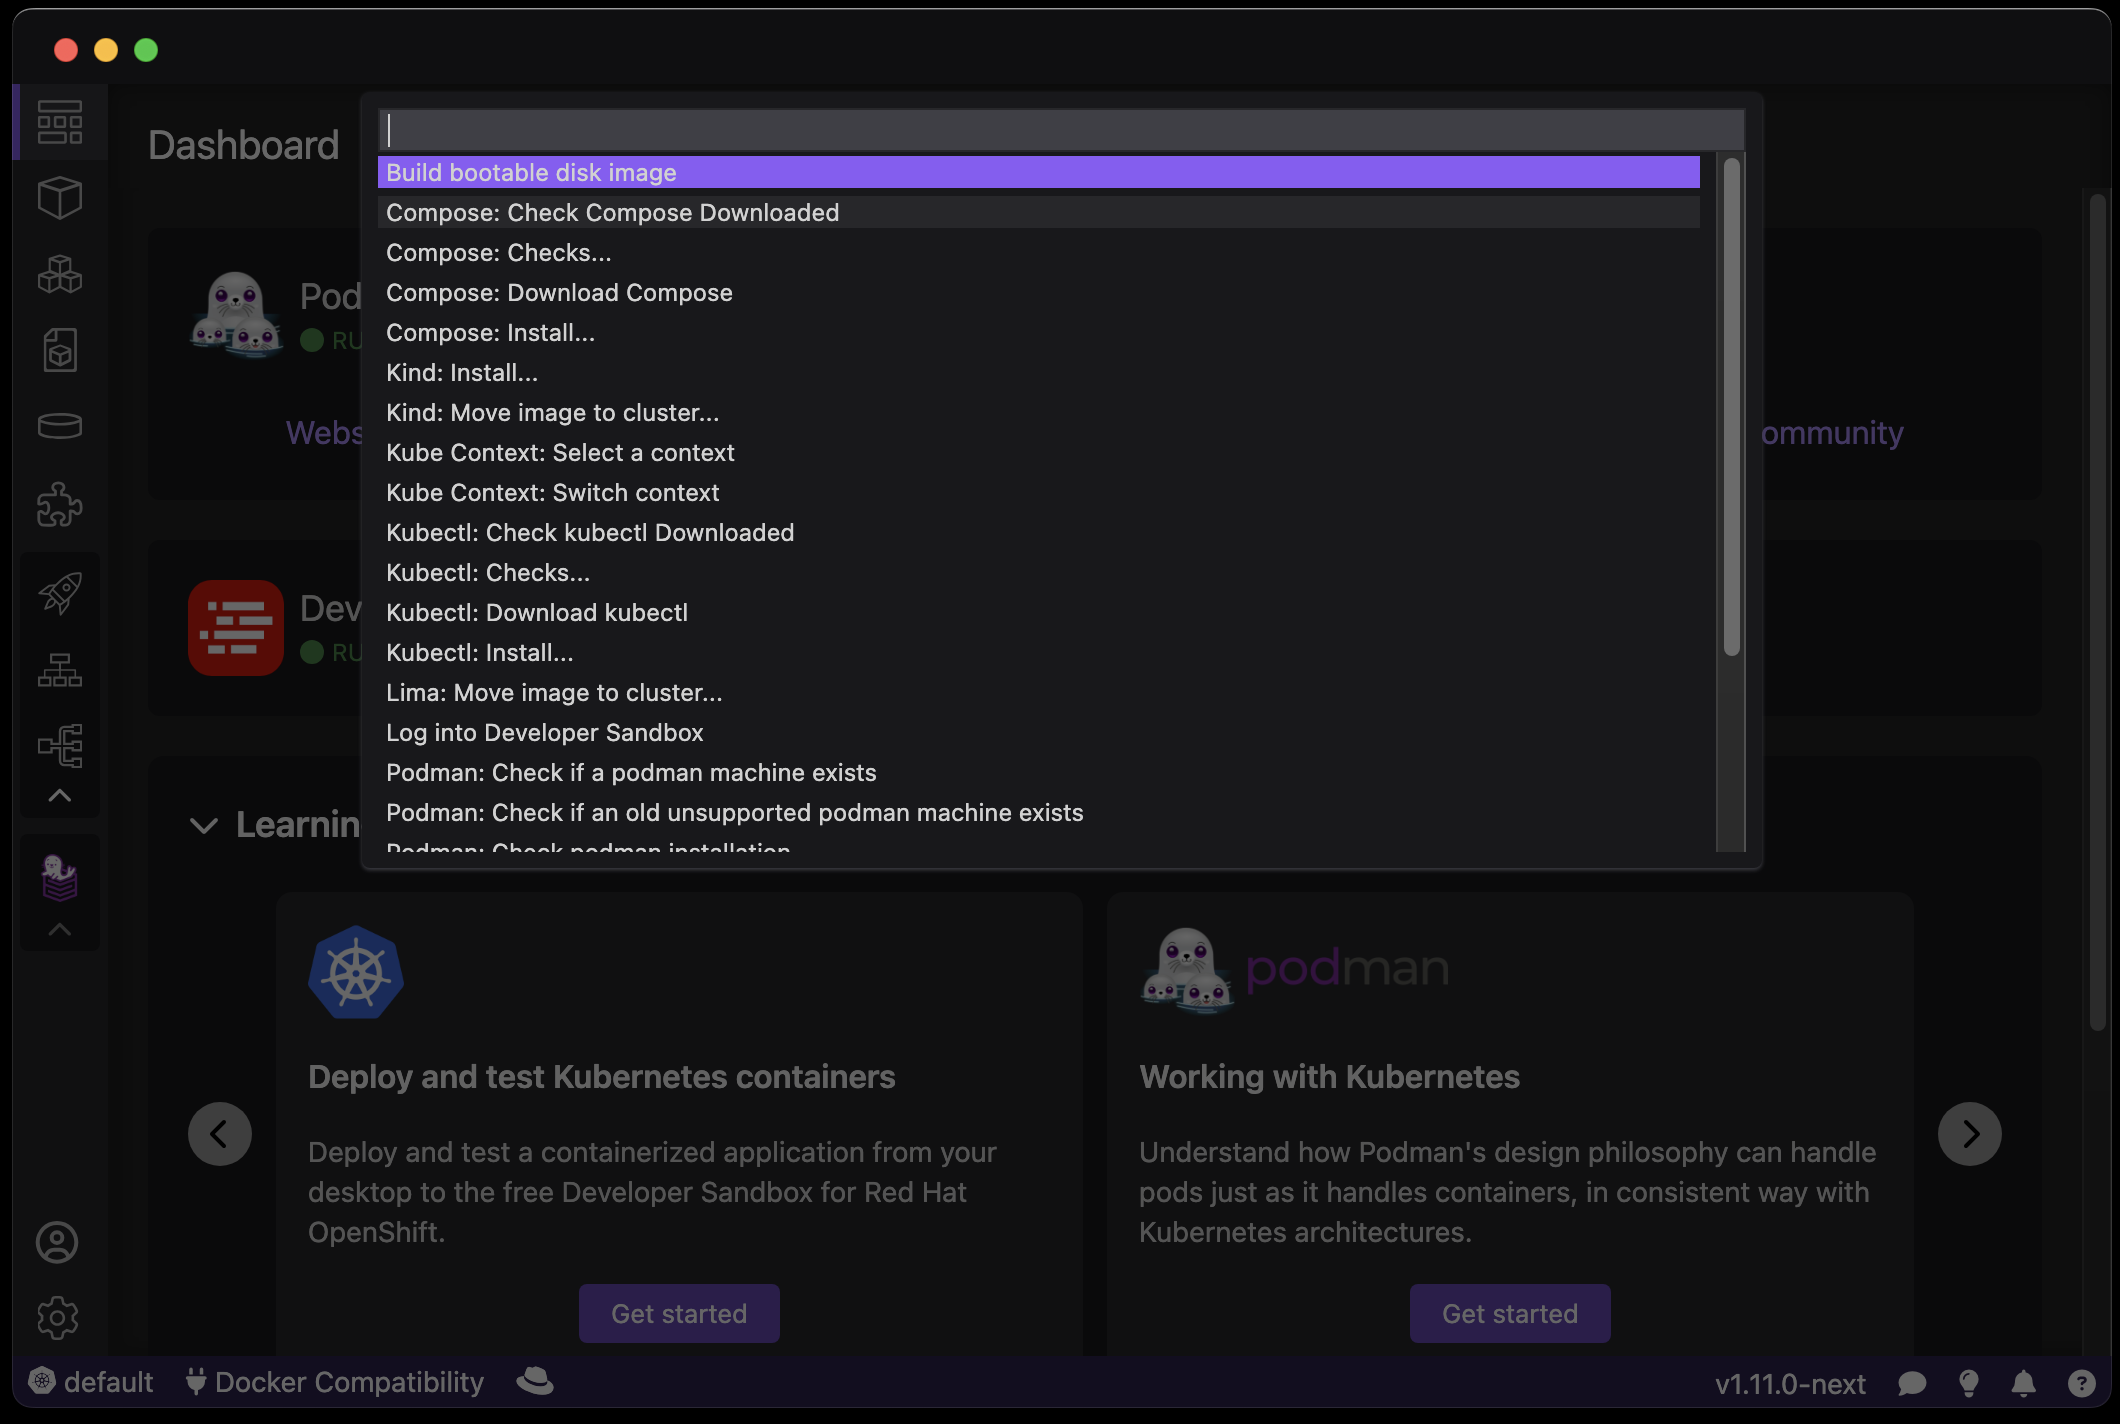 Dashboard
Build bootable disk image
Compose: Check Compose Downloaded
Compose: Checks...
Compose: Download Compose
Compose: Install...
Kind: Install...
Kind: Move image to cluster...
Kube Context: Select a context
Kube Context: Switch context
Kubectl: Check kubectl Downloaded
Kubectl: Checks...
Kubectl: Download kubectl
Kubectl: Install...
Lima: Move image to cluster...
Log into Developer Sandbox
Podman: Check if a podman machine exists
Podman: Check if an old unsupported podman machine exists
Podman: Check podman installation
Pod
RU
Webs
ommunity
Dev
RU
Learnin
podman
Deploy and test Kubernetes containers
Deploy and test a containerized application from your
desktop to the free Developer Sandbox for Red Hat
OpenShift.
Get started
Working with Kubernetes
Understand how Podman's design philosophy can handle
pods just as it handles containers, in consistent way with
Kubernetes architectures.
Get started
default
Docker Compatibility
v1.11.0-next
?